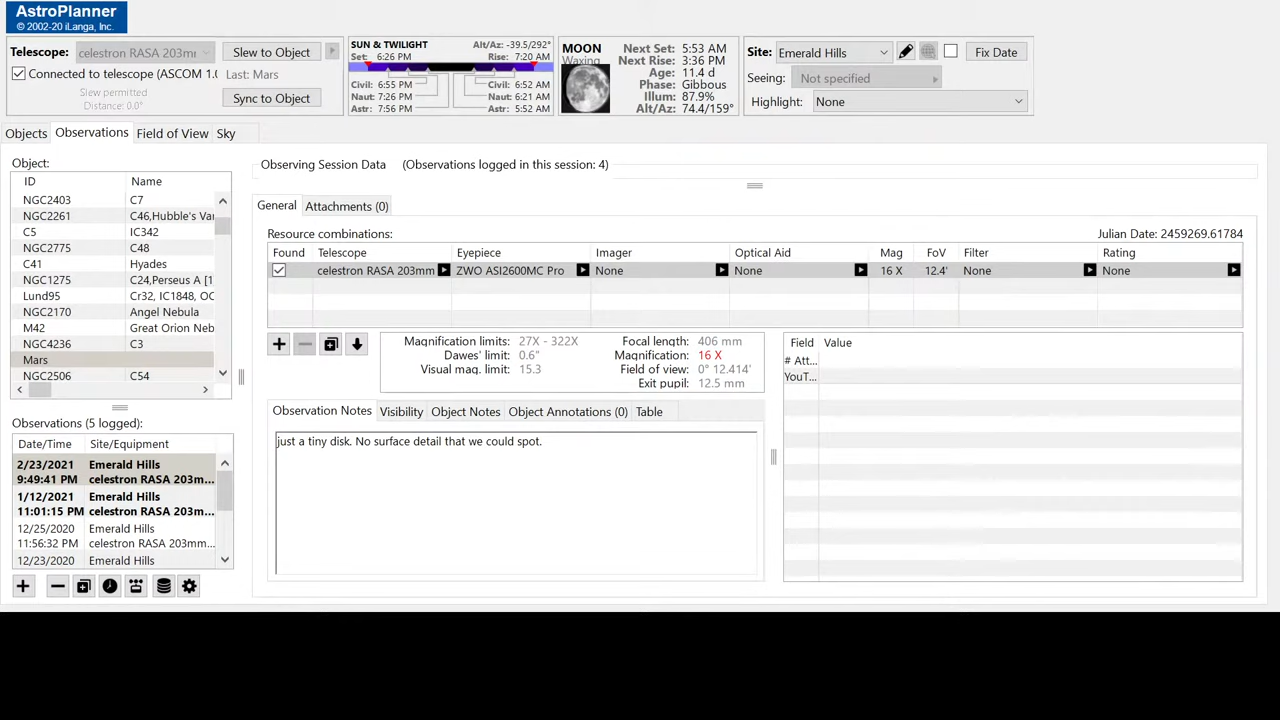 AstroPlanner
© 2002-20 iLanga, Inc.
Telescope: celestron RASA 203mr Slew to Object
Connected to telescope (ASCOM 1.( Last: Mars
Slew permitted
Distance: 0.0° Sync to Object
SUN & TWILIGHT Alt/Az: -39.5/292°
Set: 6:26 PM Rise: 7:20 AM
Civil: 6:55 PM Civil: 6:52 AM
Naut: 7:26 PM Naut: 6:21 AM
Astr: 7:56 PM Astr: 5:52 AM
MOON
Waxing
Next Set: 5:53 AM
Next Rise: 3:36 PM
Age: 11.4 d
Phase: Gibbous
Illum: 87.9%
Alt/Az: 74.4/159°
Site: Emerald Hills Fix Date
Seeing: Not specified
Highlight: None
Objects Observations Field of View Sky
Object:
ID Name
NGC2403 C7
NGC2261 C46,Hubble's Va
C5 IC342
NGC2775 C48
C41 Hyades
NGC1275 C24,Perseus A [1
Lund95 Cr32, IC1848, OC
NGC2170 Angel Nebula
M42 Great Orion Neb
NGC4236 C3
Mars
NGC2506 C54
Observations (5 logged):
Date/Time Site/Equipment
2/23/2021 Emerald Hills
9:49:41 PM celestron RASA 203m...
1/12/2021 Emerald Hills
11:01:15 PM celestron RASA 203m...
12/25/2020 Emerald Hills
11:56:32 PM celestron RASA 203mm...
12/23/2020 Emerald Hills
Observing Session Data (Observations logged in this session: 4)
General Attachments (0)
Resource combinations: Julian Date: 2459269.61784
Found Telescope Eyepiece Imager Optical Aid Mag FoV Filter Rating
celestron RASA 203mm ZWO ASI2600MC Pro None None 16 X 12.4' None None
Magnification limits: 27X - 322X Focal length: 406 mm
Dawes' limit: 0.6" Magnification: 16 X
Visual mag. limit: 15.3 Field of view: 0° 12.414'
Exit pupil: 12.5 mm
Observation Notes Visibility Object Notes Object Annotations (0) Table
just a tiny disk. No surface detail that we could spot.
Field Value
# Att...
YouT...